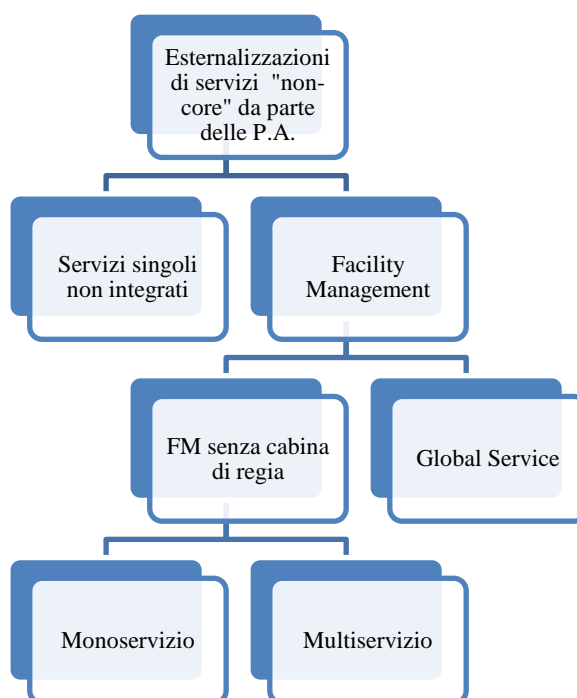 Esternalizzazioni
di servizi "non-
core" da parte
delle P.A.
Servizi singoli
non integrati
Facility
Management
FM senza cabina
di regia
Global Service
Monoservizio
Multiservizio